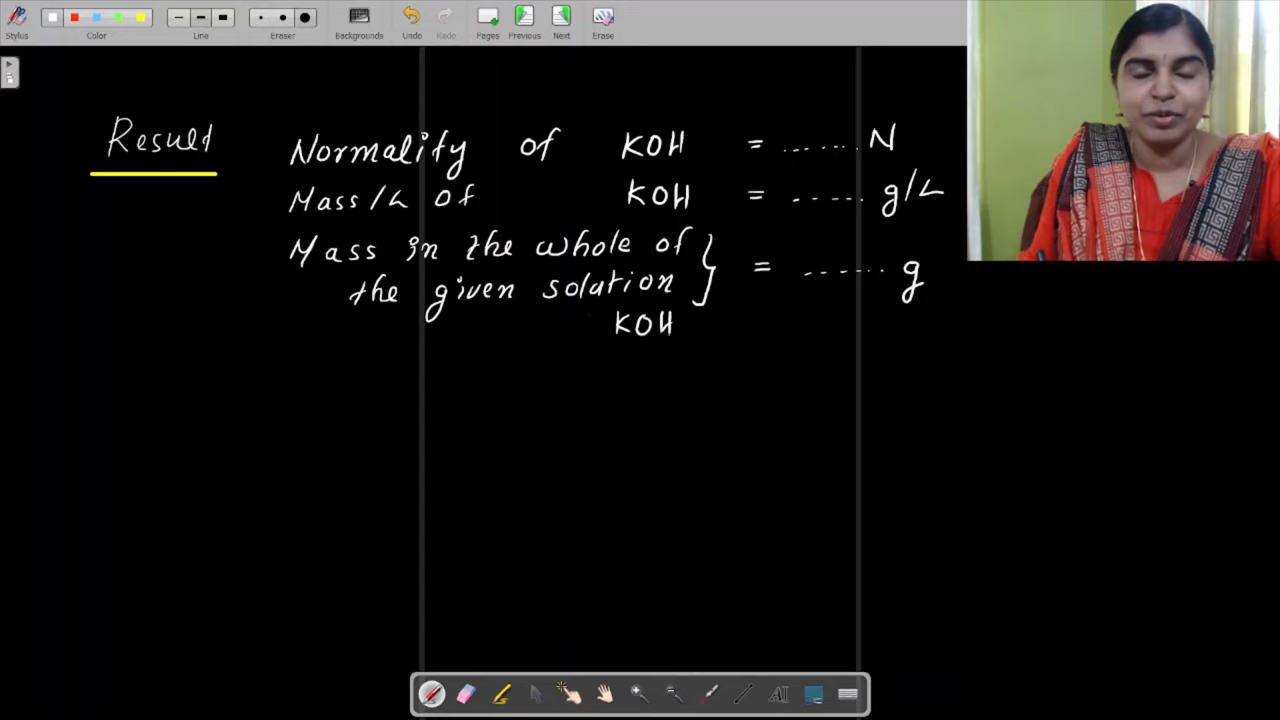 Stylus Color Line Eraser Backgrounds Undo Redo Pages Previous Next Erase
Result Normality of KOH = ....... N
Mass/L of KOH = ...... g/L
Mass in the whole of
the given solution } = ....... g
KOH
AI